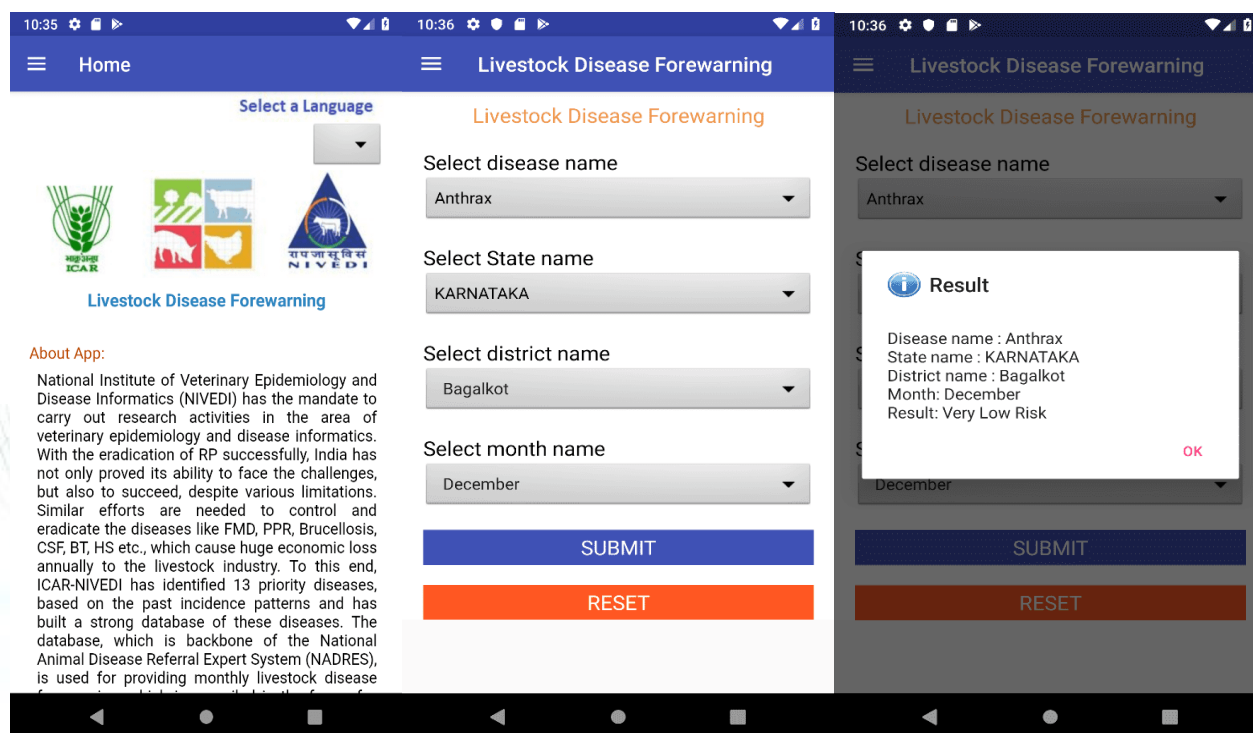 10:35
Home
Select a Language
भाकृअनुप
ICAR
रा प जा सू वि सं
NIVEDI
Livestock Disease Forewarning
About App:
National Institute of Veterinary Epidemiology and
Disease Informatics (NIVEDI) has the mandate to
carry out research activities in the area of
veterinary epidemiology and disease informatics.
With the eradication of RP successfully, India has
not only proved its ability to face the challenges,
but also to succeed, despite various limitations.
Similar efforts are needed to control and
eradicate the diseases like FMD, PPR, Brucellosis,
CSF, BT, HS etc., which cause huge economic loss
annually to the livestock industry. To this end,
ICAR-NIVEDI has identified 13 priority diseases,
based on the past incidence patterns and has
built a strong database of these diseases. The
database, which is backbone of the National
Animal Disease Referral Expert System (NADRES),
is used for providing monthly livestock disease
10:36
Livestock Disease Forewarning
Livestock Disease Forewarning
Select disease name
Anthrax
Select State name
KARNATAKA
Select district name
Bagalkot
Select month name
December
SUBMIT
RESET
10:36
Livestock Disease Forewarning
Livestock Disease Forewarning
Select disease name
Anthrax
Result
Disease name : Anthrax
State name : KARNATAKA
District name : Bagalkot
Month: December
Result: Very Low Risk
OK
December
SUBMIT
RESET